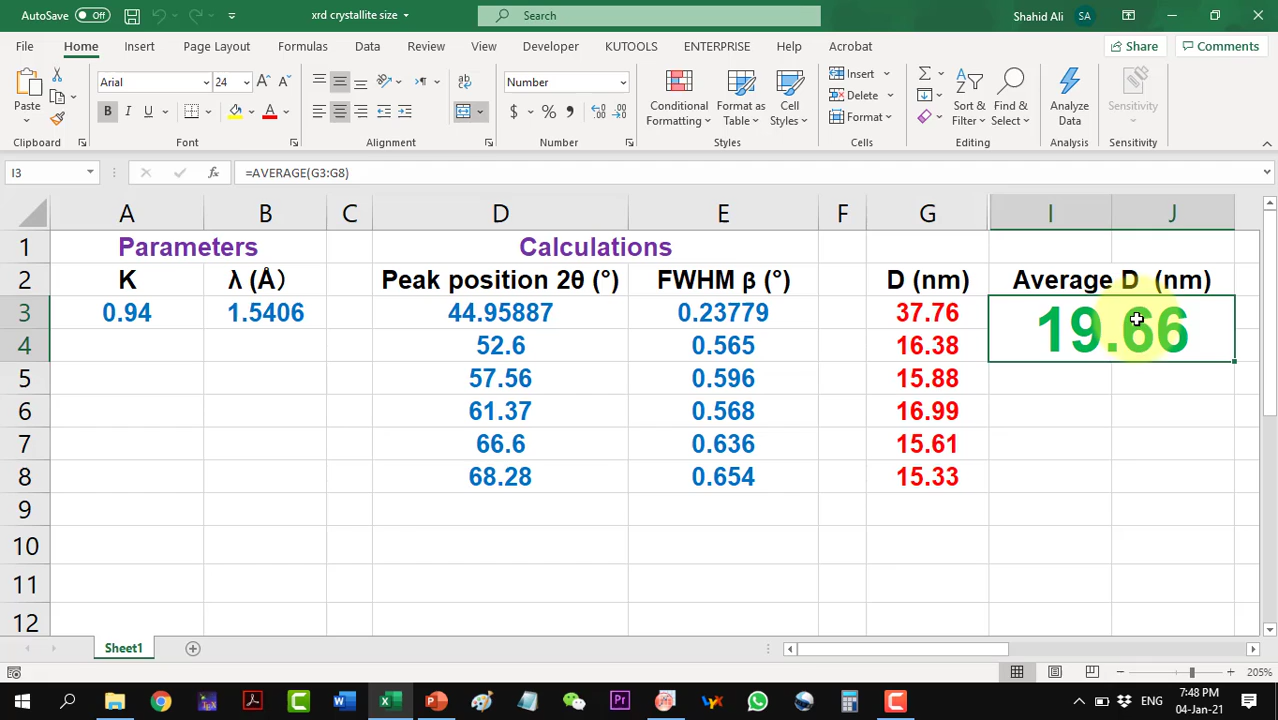 AutoSave Off xrd crystallite size Search Shahid Ali SA
File Home Insert Page Layout Formulas Data Review View Developer KUTOOLS ENTERPRISE Help Acrobat Share Comments
Paste Arial 24 Number Conditional Formatting Format as Table Cell Styles Insert Delete Format Sort & Filter Find & Select Analyze Data Sensitivity
Clipboard Font Alignment Number Styles Cells Editing Analysis Sensitivity
I3 fx =AVERAGE(G3:G8)
A B C D E F G I J
1 Parameters Calculations
2 K λ (Å) Peak position 2θ (°) FWHM β (°) D (nm) Average D (nm)
3 0.94 1.5406 44.95887 0.23779 37.76 19.66
4 52.6 0.565 16.38
5 57.56 0.596 15.88
6 61.37 0.568 16.99
7 66.6 0.636 15.61
8 68.28 0.654 15.33
9
10
11
12
Sheet1
205%
ENG 7:48 PM
04-Jan-21